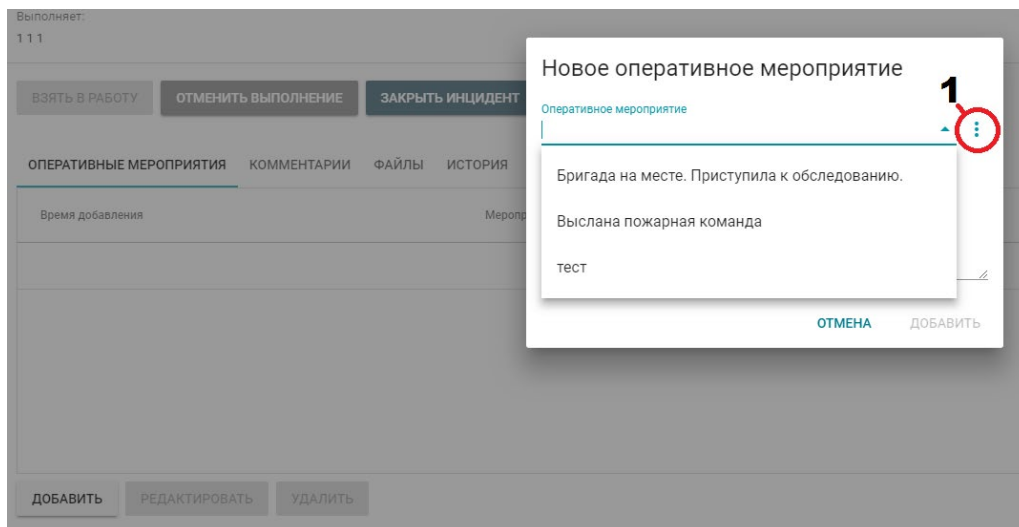 Выполняет:
1 1 1
ВЗЯТЬ В РАБОТУ ОТМЕНИТЬ ВЫПОЛНЕНИЕ ЗАКРЫТЬ ИНЦИДЕНТ
ОПЕРАТИВНЫЕ МЕРОПРИЯТИЯ КОММЕНТАРИИ ФАЙЛЫ ИСТОРИЯ
Время добавления Меропр
ДОБАВИТЬ РЕДАКТИРОВАТЬ УДАЛИТЬ
Новое оперативное мероприятие
1
Оперативное мероприятие
Бригада на месте. Приступила к обследованию.
Выслана пожарная команда
тест
ОТМЕНА ДОБАВИТЬ